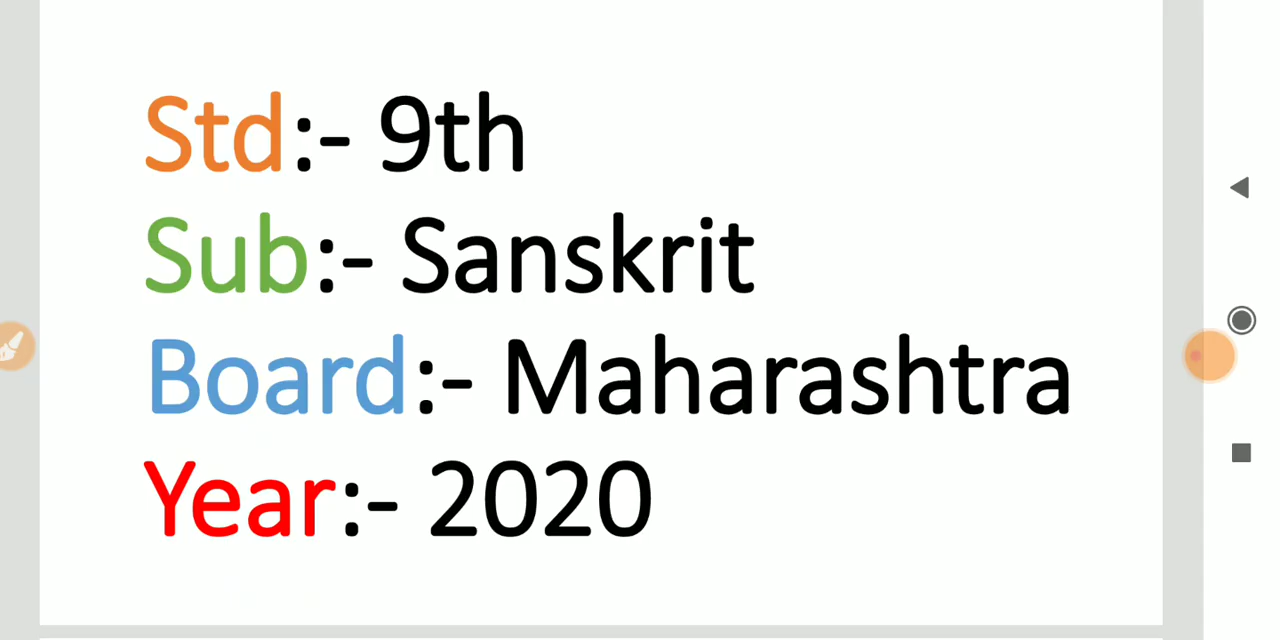 Std:- 9th
Sub:- Sanskrit
Board:- Maharashtra
Year:- 2020